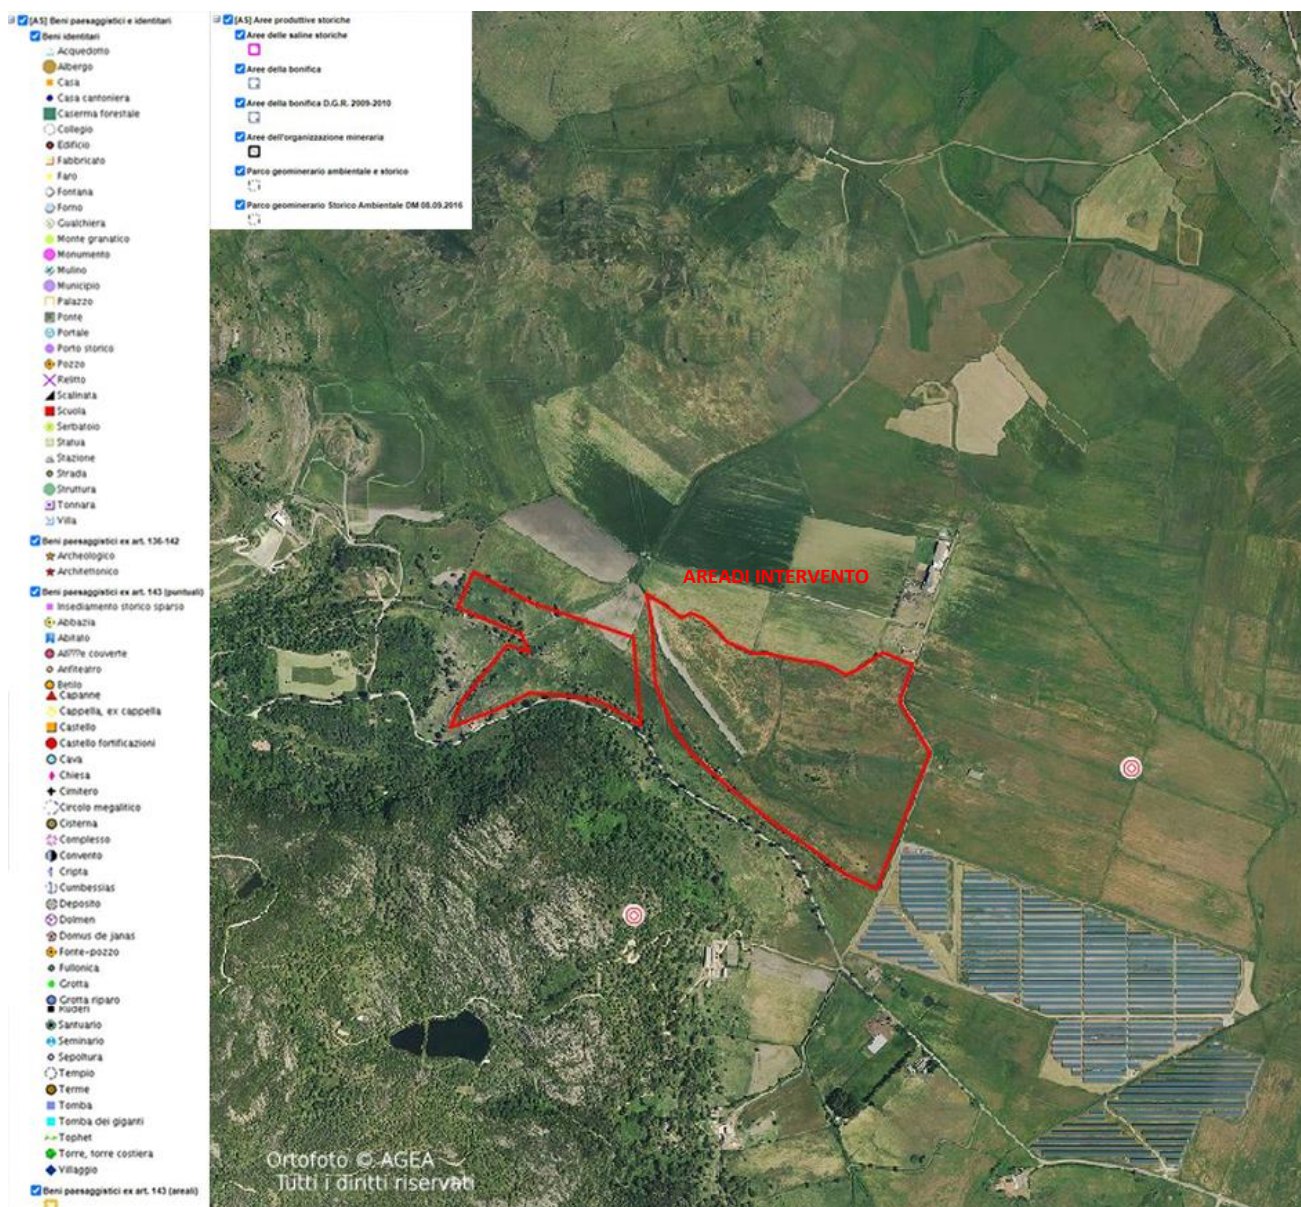 [AS] Beni paesaggistici e identitari
Beni identitari
Acquedotto
Albergo
Casa
Casa cantoniera
Caserma forestale
Collegio
Edificio
Fabbricato
Faro
Fontana
Forno
Gualchiera
Monte granatico
Monumento
Mulino
Municipio
Palazzo
Ponte
Portale
Porto storico
Pozzo
Relitto
Scalinata
Scuola
Serbatoio
Statua
Stazione
Strada
Struttura
Tonnara
Villa
Beni paesaggistici ex art. 136-142
Archeologico
Architettonico
Beni paesaggistici ex art. 143 (puntuali)
Insediamento storico sparso
Abbazia
Abitato
All???e couverte
Anfiteatro
Betilo
Capanne
Cappella, ex cappella
Castello
Castello fortificazioni
Cava
Chiesa
Cimitero
Circolo megalitico
Cisterna
Complesso
Convento
Cripta
Cumbessias
Deposito
Dolmen
Domus de janas
Fonte-pozzo
Fullonica
Grotta
Grotta riparo
Ruderi
Santuario
Seminario
Sepoltura
Tempio
Terme
Tomba
Tomba dei giganti
Tophet
Torre, torre costiera
Villaggio
Beni paesaggistici ex art. 143 (areali)
[AS] Aree produttive storiche
Aree delle saline storiche
Aree della bonifica
Aree della bonifica D.G.R. 2009-2010
Aree dell'organizzazione mineraria
Parco geominerario ambientale e storico
Parco geominerario Storico Ambientale DM 08.09.2016
AREADI INTERVENTO
Ortofoto © AGEA
Tutti i diritti riservati